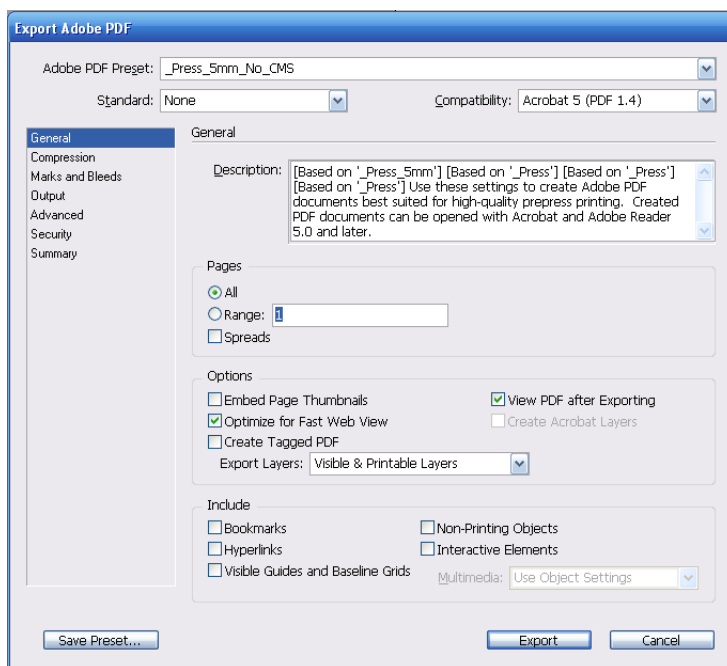 Export Adobe PDF
Adobe PDF Preset: _Press_5mm_No_CMS
Standard: None Compatibility: Acrobat 5 (PDF 1.4)
General
Compression
Marks and Bleeds
Output
Advanced
Security
Summary
General
Description: [Based on '_Press_5mm'] [Based on '_Press'] [Based on '_Press']
[Based on '_Press'] Use these settings to create Adobe PDF
documents best suited for high-quality prepress printing. Created
PDF documents can be opened with Acrobat and Adobe Reader
5.0 and later.
Pages
All
Range: 1
Spreads
Options
Embed Page Thumbnails View PDF after Exporting
Optimize for Fast Web View Create Acrobat Layers
Create Tagged PDF
Export Layers: Visible & Printable Layers
Include
Bookmarks Non-Printing Objects
Hyperlinks Interactive Elements
Visible Guides and Baseline Grids Multimedia: Use Object Settings
Save Preset... Export Cancel